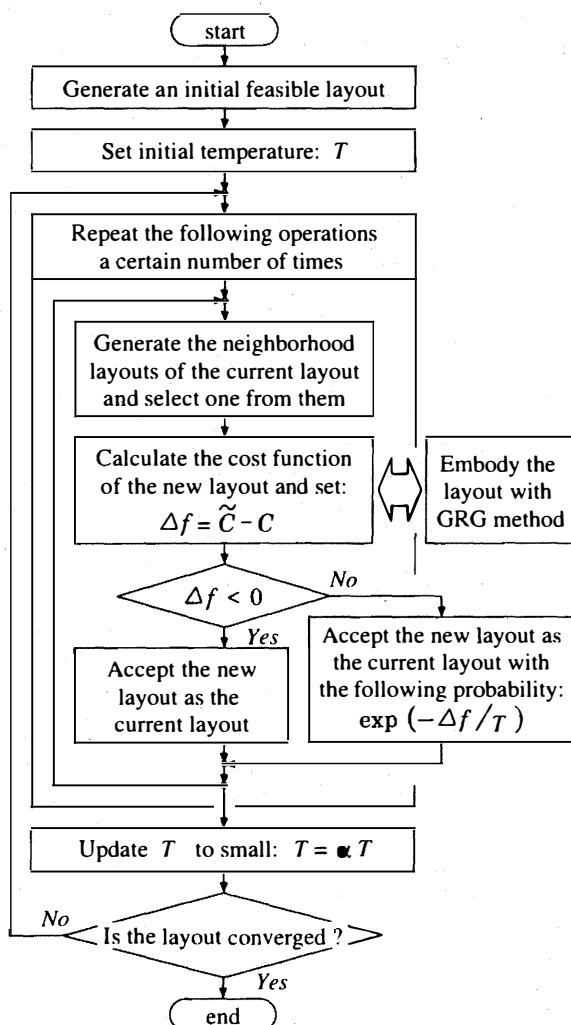 start
Generate an initial feasible layout
Set initial temperature: T
Repeat the following operations
a certain number of times
Generate the neighborhood
layouts of the current layout
and select one from them
Calculate the cost function
of the new layout and set:
Δf = C̃ - C
Embody the
layout with
GRG method
Δf < 0
No
Yes
Accept the new
layout as the
current layout
Accept the new layout as
the current layout with
the following probability:
exp (-Δf/T)
Update T to small: T = α T
No
Is the layout converged ?
Yes
end